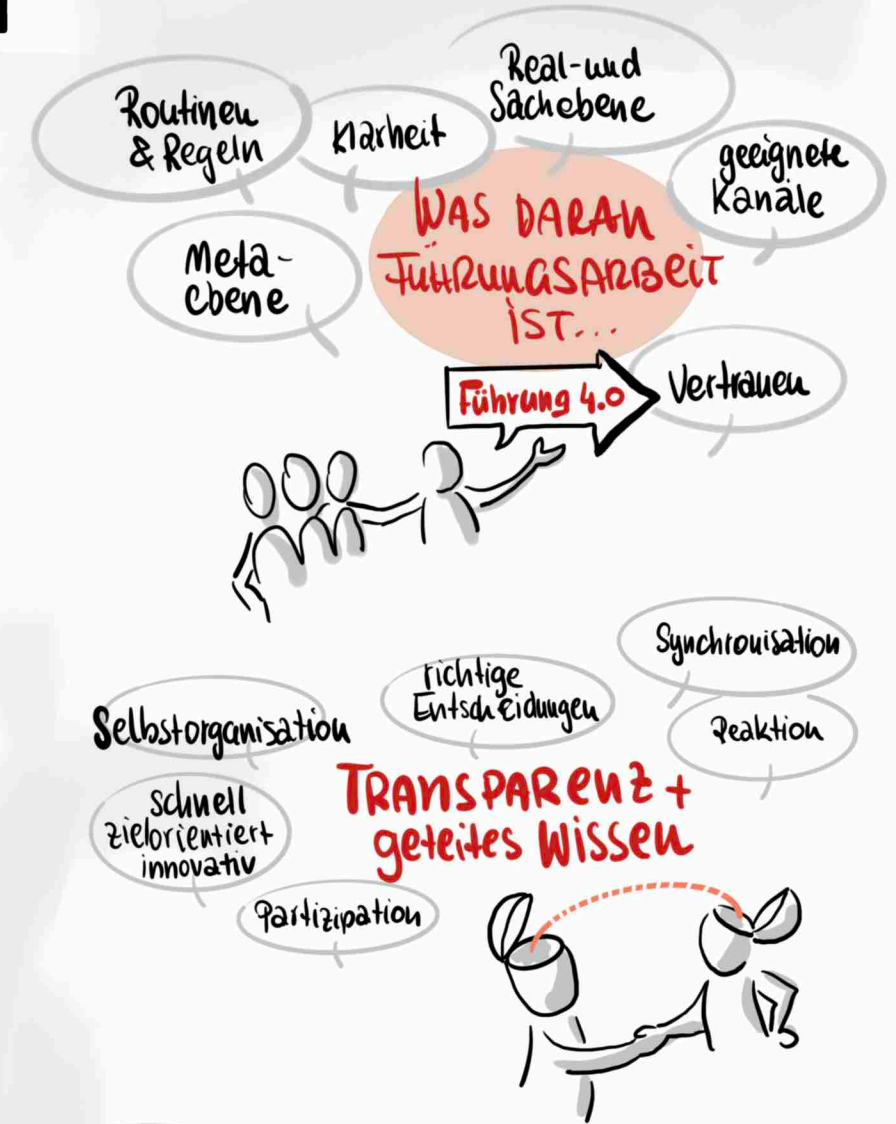 Routinen
& Regeln
Klarheit
Real- und
Sachebene
geeignete
Kanäle
Meta-
ebene
WAS DARAN
FÜHRUNGSARBEIT
IST...
Führung 4.0
Vertrauen
Synchronisation
richtige
Entscheidungen
Selbstorganisation
Reaktion
TRANSPARENZ +
geteiltes WISSEN
schnell
zielorientiert
innovativ
Partizipation